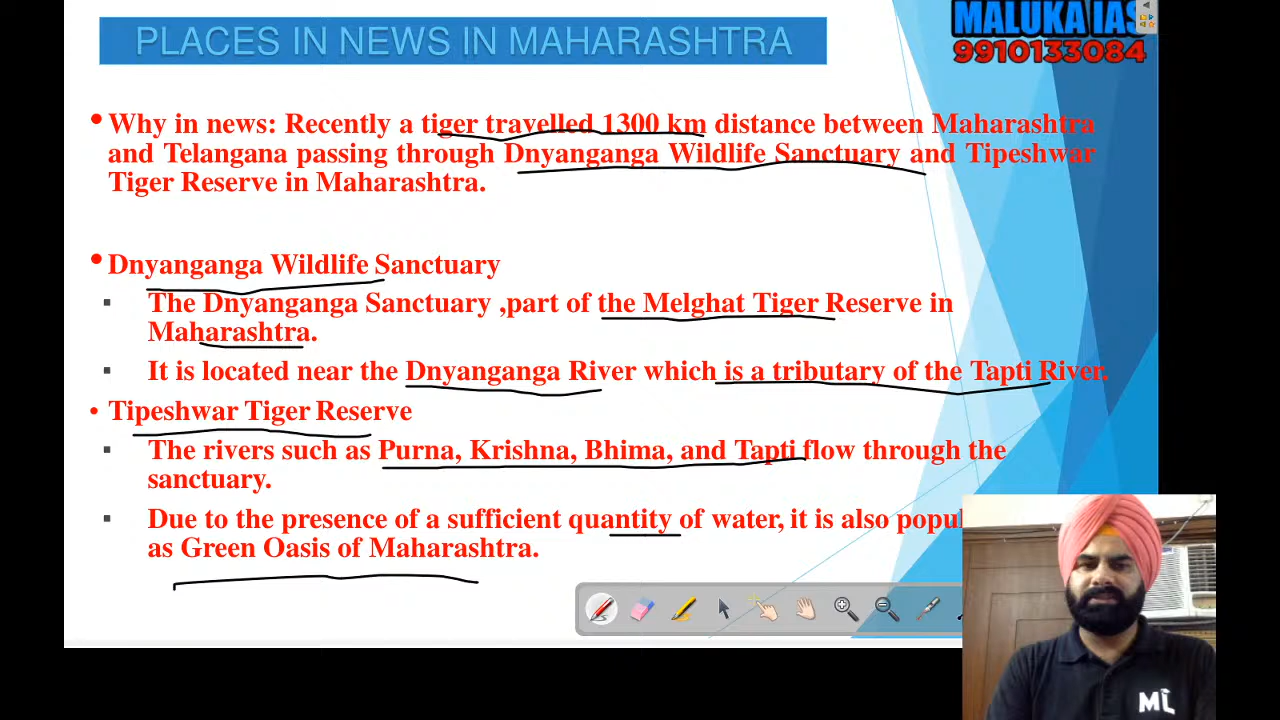 PLACES IN NEWS IN MAHARASHTRA
MALUKA IAS
9910133084
• Why in news: Recently a tiger travelled 1300 km distance between Maharashtra
and Telangana passing through Dnyanganga Wildlife Sanctuary and Tipeshwar
Tiger Reserve in Maharashtra.
• Dnyanganga Wildlife Sanctuary
▪ The Dnyanganga Sanctuary ,part of the Melghat Tiger Reserve in
Maharashtra.
▪ It is located near the Dnyanganga River which is a tributary of the Tapti River.
• Tipeshwar Tiger Reserve
▪ The rivers such as Purna, Krishna, Bhima, and Tapti flow through the
sanctuary.
▪ Due to the presence of a sufficient quantity of water, it is also popul
as Green Oasis of Maharashtra.
ML